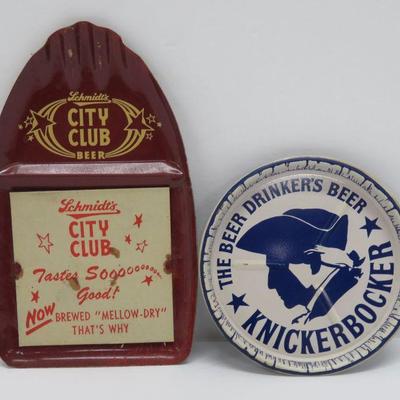 Schmidt's
CITY
CLUB
BEER
Schmidt's
CITY
CLUB
Tastes Sooooooooo
Good!
NOW BREWED "MELLOW-DRY"
THAT'S WHY
THE BEER DRINKER'S BEER
KNICKERBOCKER